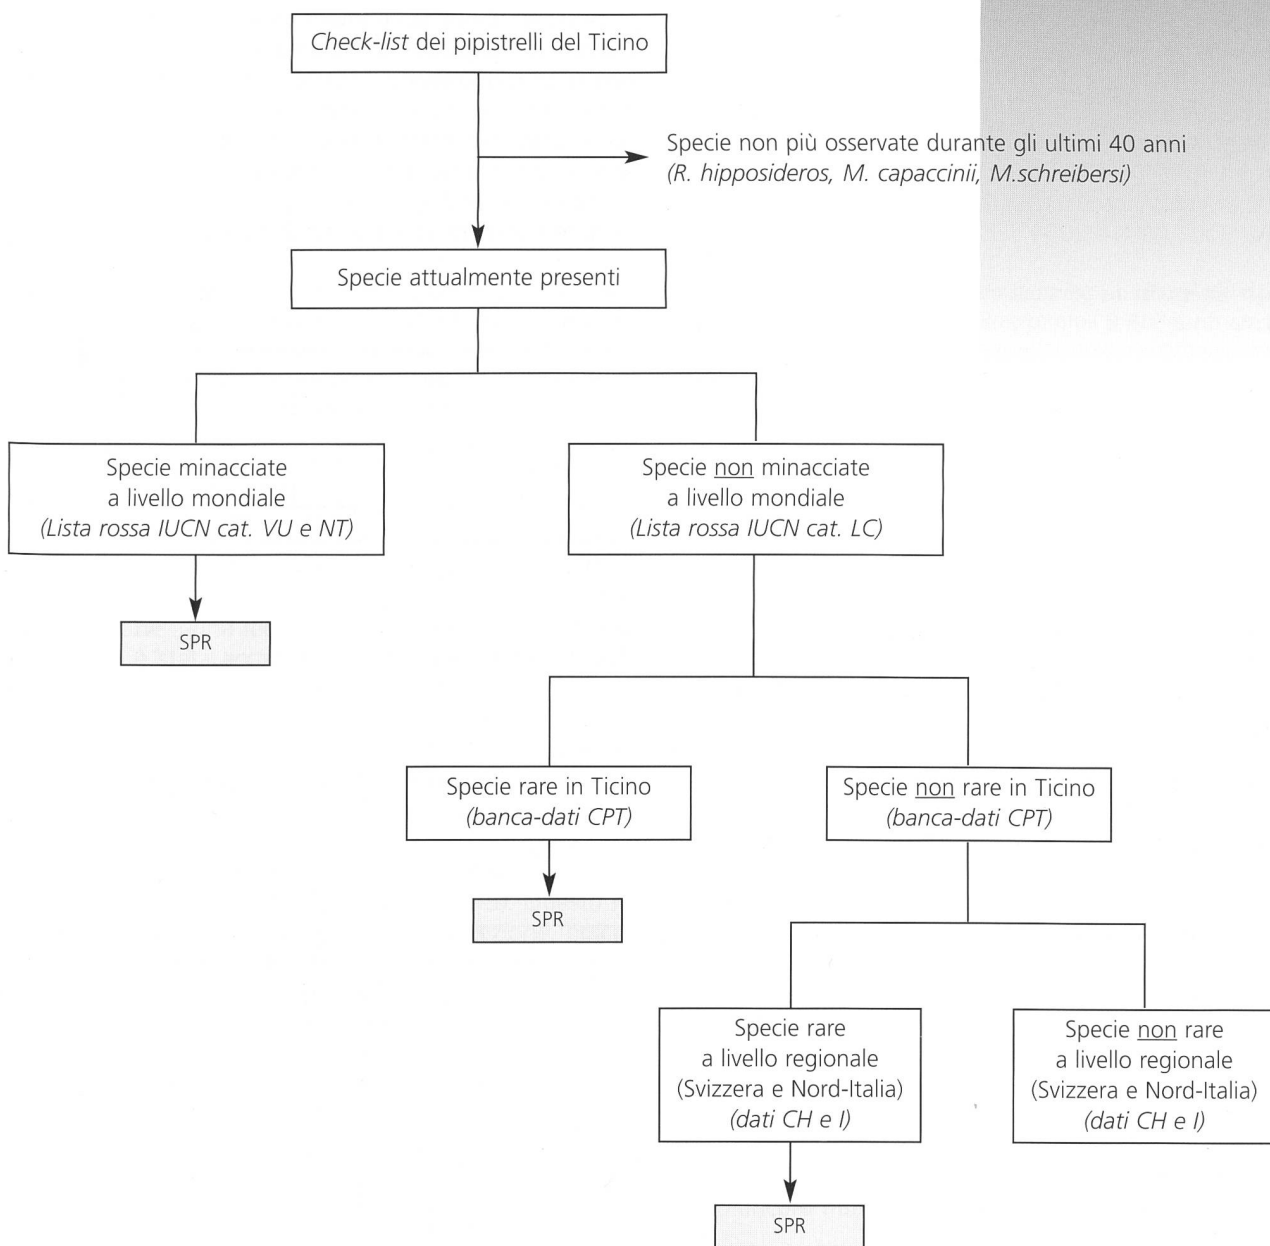 Check-list dei pipistrelli del Ticino
Specie non più osservate durante gli ultimi 40 anni
(R. hipposideros, M. capaccinii, M.schreibersi)
Specie attualmente presenti
Specie minacciate
a livello mondiale
(Lista rossa IUCN cat. VU e NT)
Specie non minacciate
a livello mondiale
(Lista rossa IUCN cat. LC)
SPR
Specie rare in Ticino
(banca-dati CPT)
Specie non rare in Ticino
(banca-dati CPT)
SPR
Specie rare
a livello regionale
(Svizzera e Nord-Italia)
(dati CH e I)
Specie non rare
a livello regionale
(Svizzera e Nord-Italia)
(dati CH e I)
SPR